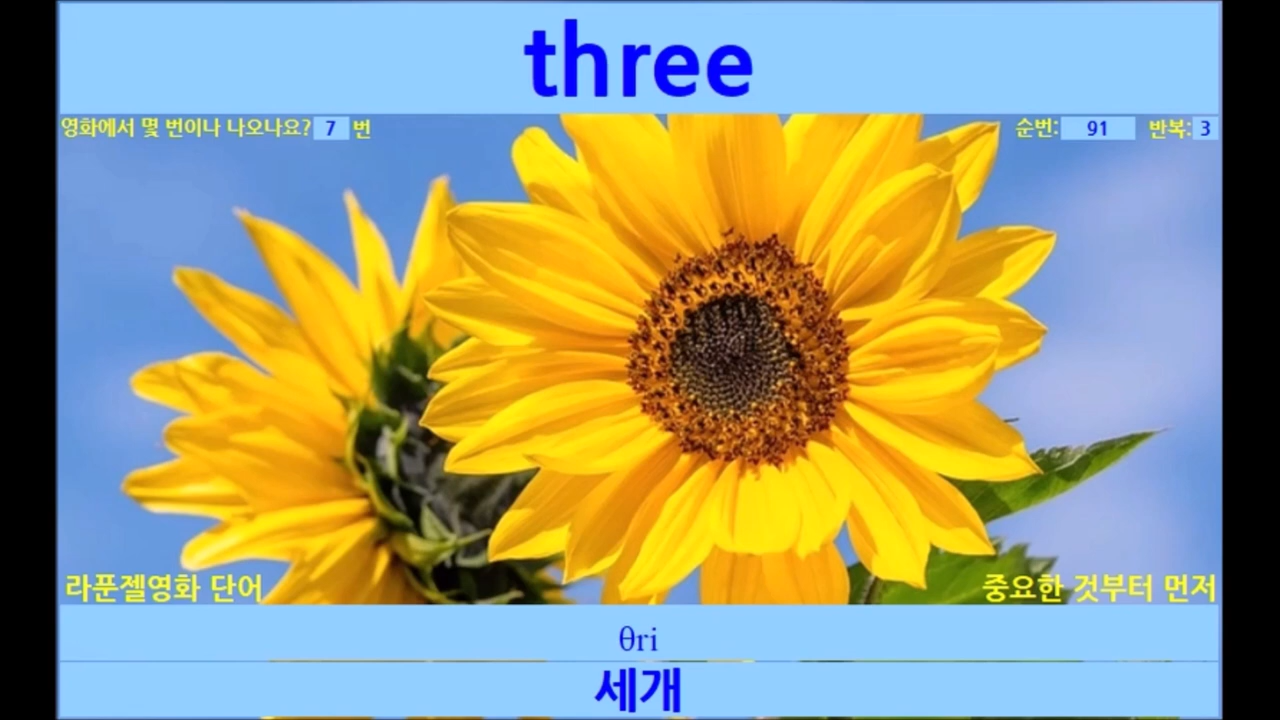 three
영화에서 몇 번이나 나오나요? 7 번
순번: 91 반복: 3
라푼젤영화 단어
중요한 것부터 먼저
θri
세개